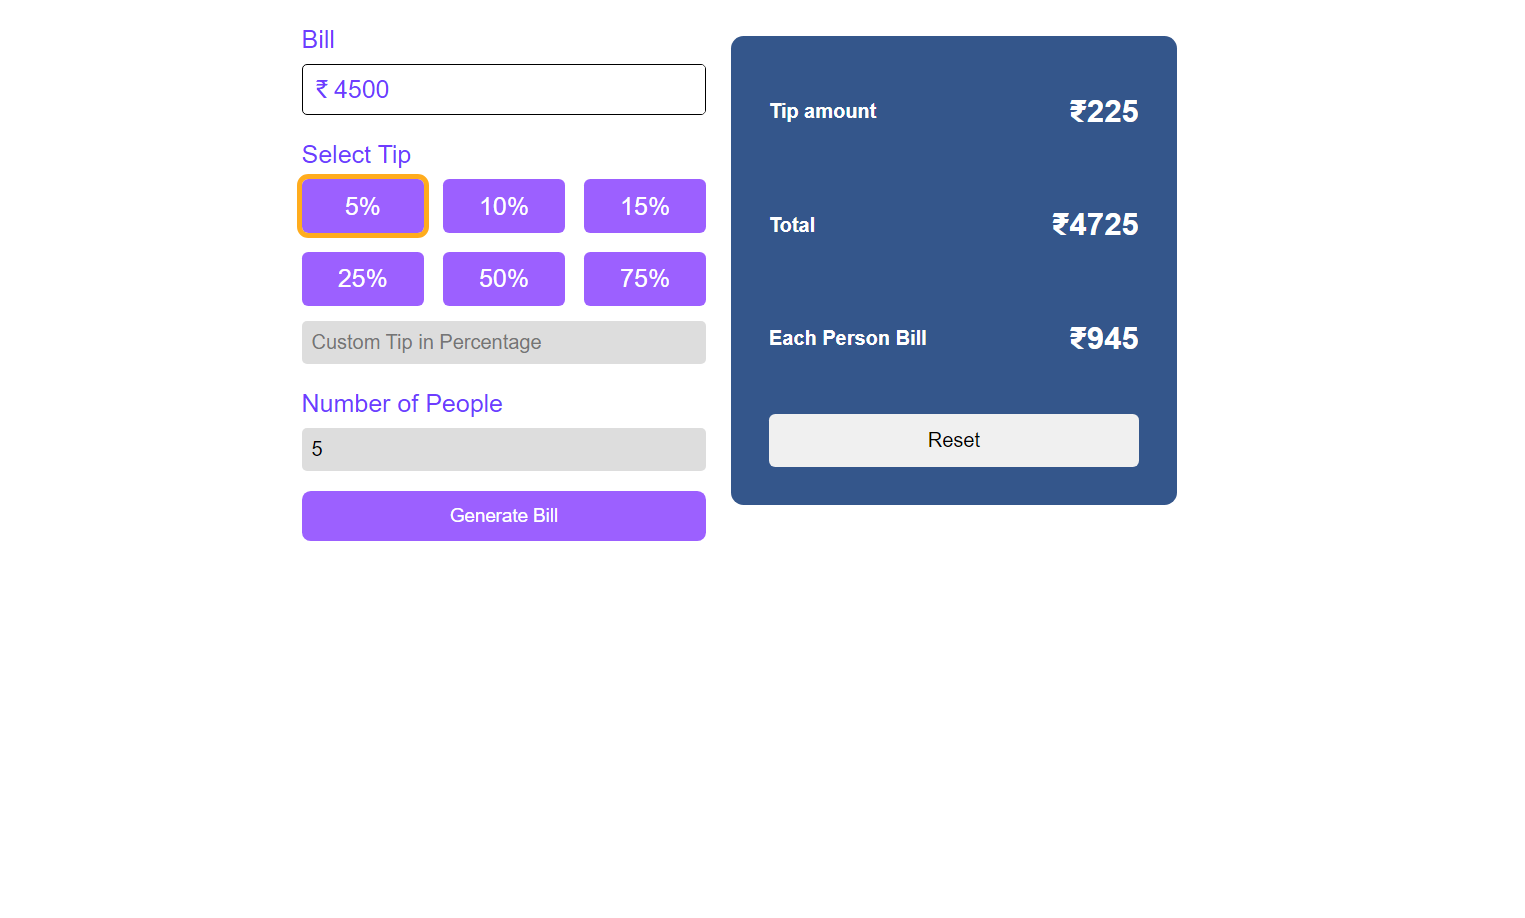 Bill
₹ 4500
Select Tip
5% 10% 15%
25% 50% 75%
Custom Tip in Percentage
Number of People
5
Generate Bill
Tip amount ₹225
Total ₹4725
Each Person Bill ₹945
Reset